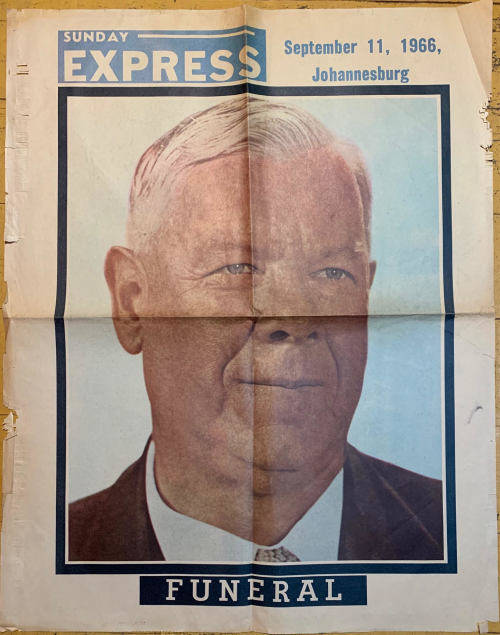 SUNDAY
EXPRESS
September 11, 1966,
Johannesburg
FUNERAL